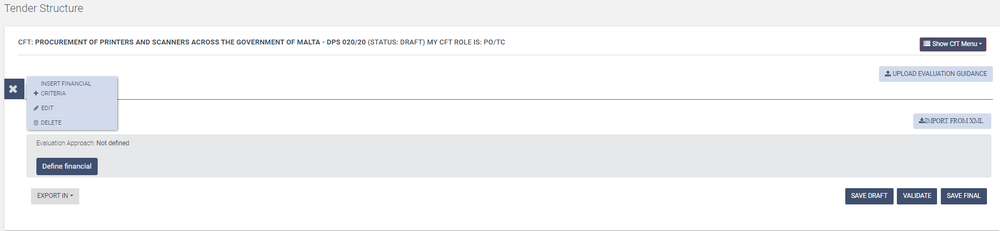 Tender Structure
CFT: PROCUREMENT OF PRINTERS AND SCANNERS ACROSS THE GOVERNMENT OF MALTA - DPS 020/20 (STATUS: DRAFT) MY CFT ROLE IS: PO/TC
Show CfT Menu
UPLOAD EVALUATION GUIDANCE
INSERT FINANCIAL
CRITERIA
EDIT
DELETE
IMPORT FROM XML
Evaluation Approach: Not defined
Define financial
EXPORT IN
SAVE DRAFT
VALIDATE
SAVE FINAL